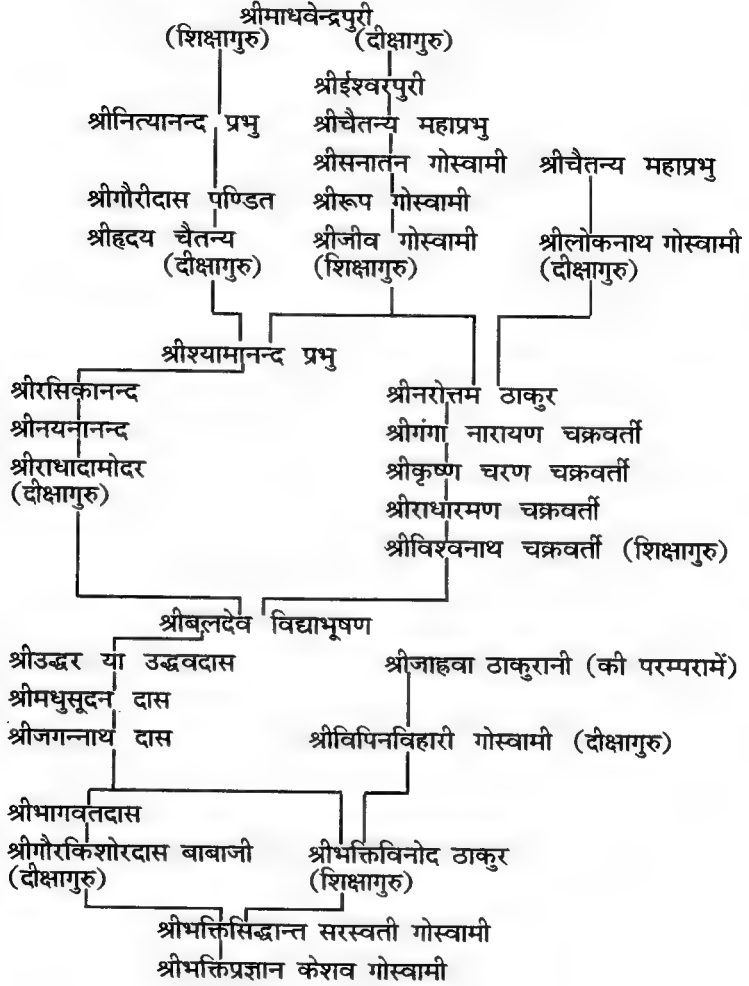 श्रीमाधवेन्द्रपुरी
(शिक्षागुरु) (दीक्षागुरु)
श्रीईश्वरपुरी
श्रीनित्यानन्द प्रभु श्रीचैतन्य महाप्रभु
श्रीसनातन गोस्वामी श्रीचैतन्य महाप्रभु
श्रीगौरीदास पण्डित श्रीरूप गोस्वामी
श्रीहृदय चैतन्य श्रीजीव गोस्वामी श्रीलोकनाथ गोस्वामी
(दीक्षागुरु) (शिक्षागुरु) (दीक्षागुरु)
श्रीश्यामानन्द प्रभु
श्रीरसिकानन्द श्रीनरोत्तम ठाकुर
श्रीनयनानन्द श्रीगंगा नारायण चक्रवर्ती
श्रीराधादामोदर श्रीकृष्ण चरण चक्रवर्ती
(दीक्षागुरु) श्रीराधारमण चक्रवर्ती
श्रीविश्वनाथ चक्रवर्ती (शिक्षागुरु)
श्रीबलदेव विद्याभूषण
श्रीउद्धर या उद्धवदास श्रीजाह्रवा ठाकुरानी (की परम्परामें)
श्रीमधुसूदन दास
श्रीजगन्नाथ दास श्रीविपिनविहारी गोस्वामी (दीक्षागुरु)
श्रीभागवतदास
श्रीगौरकिशोरदास बाबाजी श्रीभक्तिविनोद ठाकुर
(दीक्षागुरु) (शिक्षागुरु)
श्रीभक्तिसिद्धान्त सरस्वती गोस्वामी
श्रीभक्तिप्रज्ञान केशव गोस्वामी